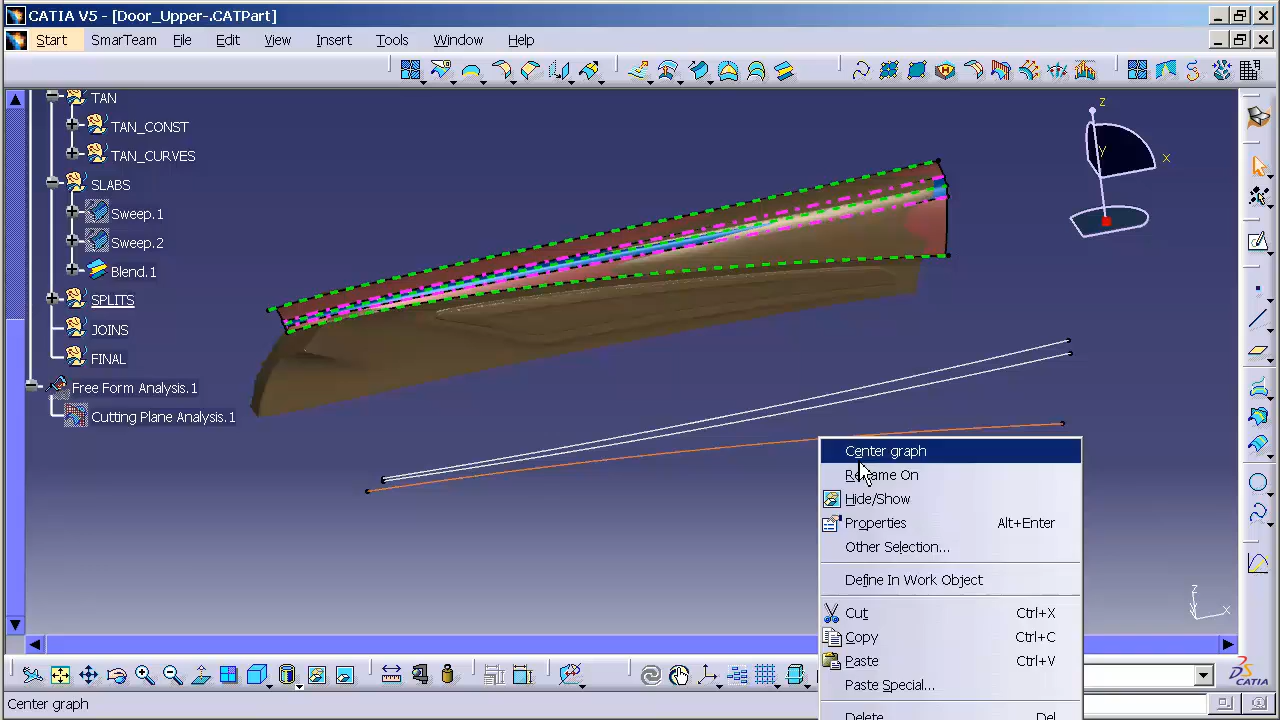 CATIA V5 - [Door_Upper-.CATPart]
Start SmarTeam File Edit View Insert Tools Window Help
TAN
TAN_CONST
TAN_CURVES
SLABS
Sweep.1
Sweep.2
Blend.1
SPLITS
JOINS
FINAL
Free Form Analysis.1
Cutting Plane Analysis.1
z
y
x
Center graph
Rename On
Hide/Show
Properties Alt+Enter
Other Selection...
Define In Work Object
Cut Ctrl+X
Copy Ctrl+C
Paste Ctrl+V
Paste Special...
Delete Del
z
y
x
CATIA
Center graph